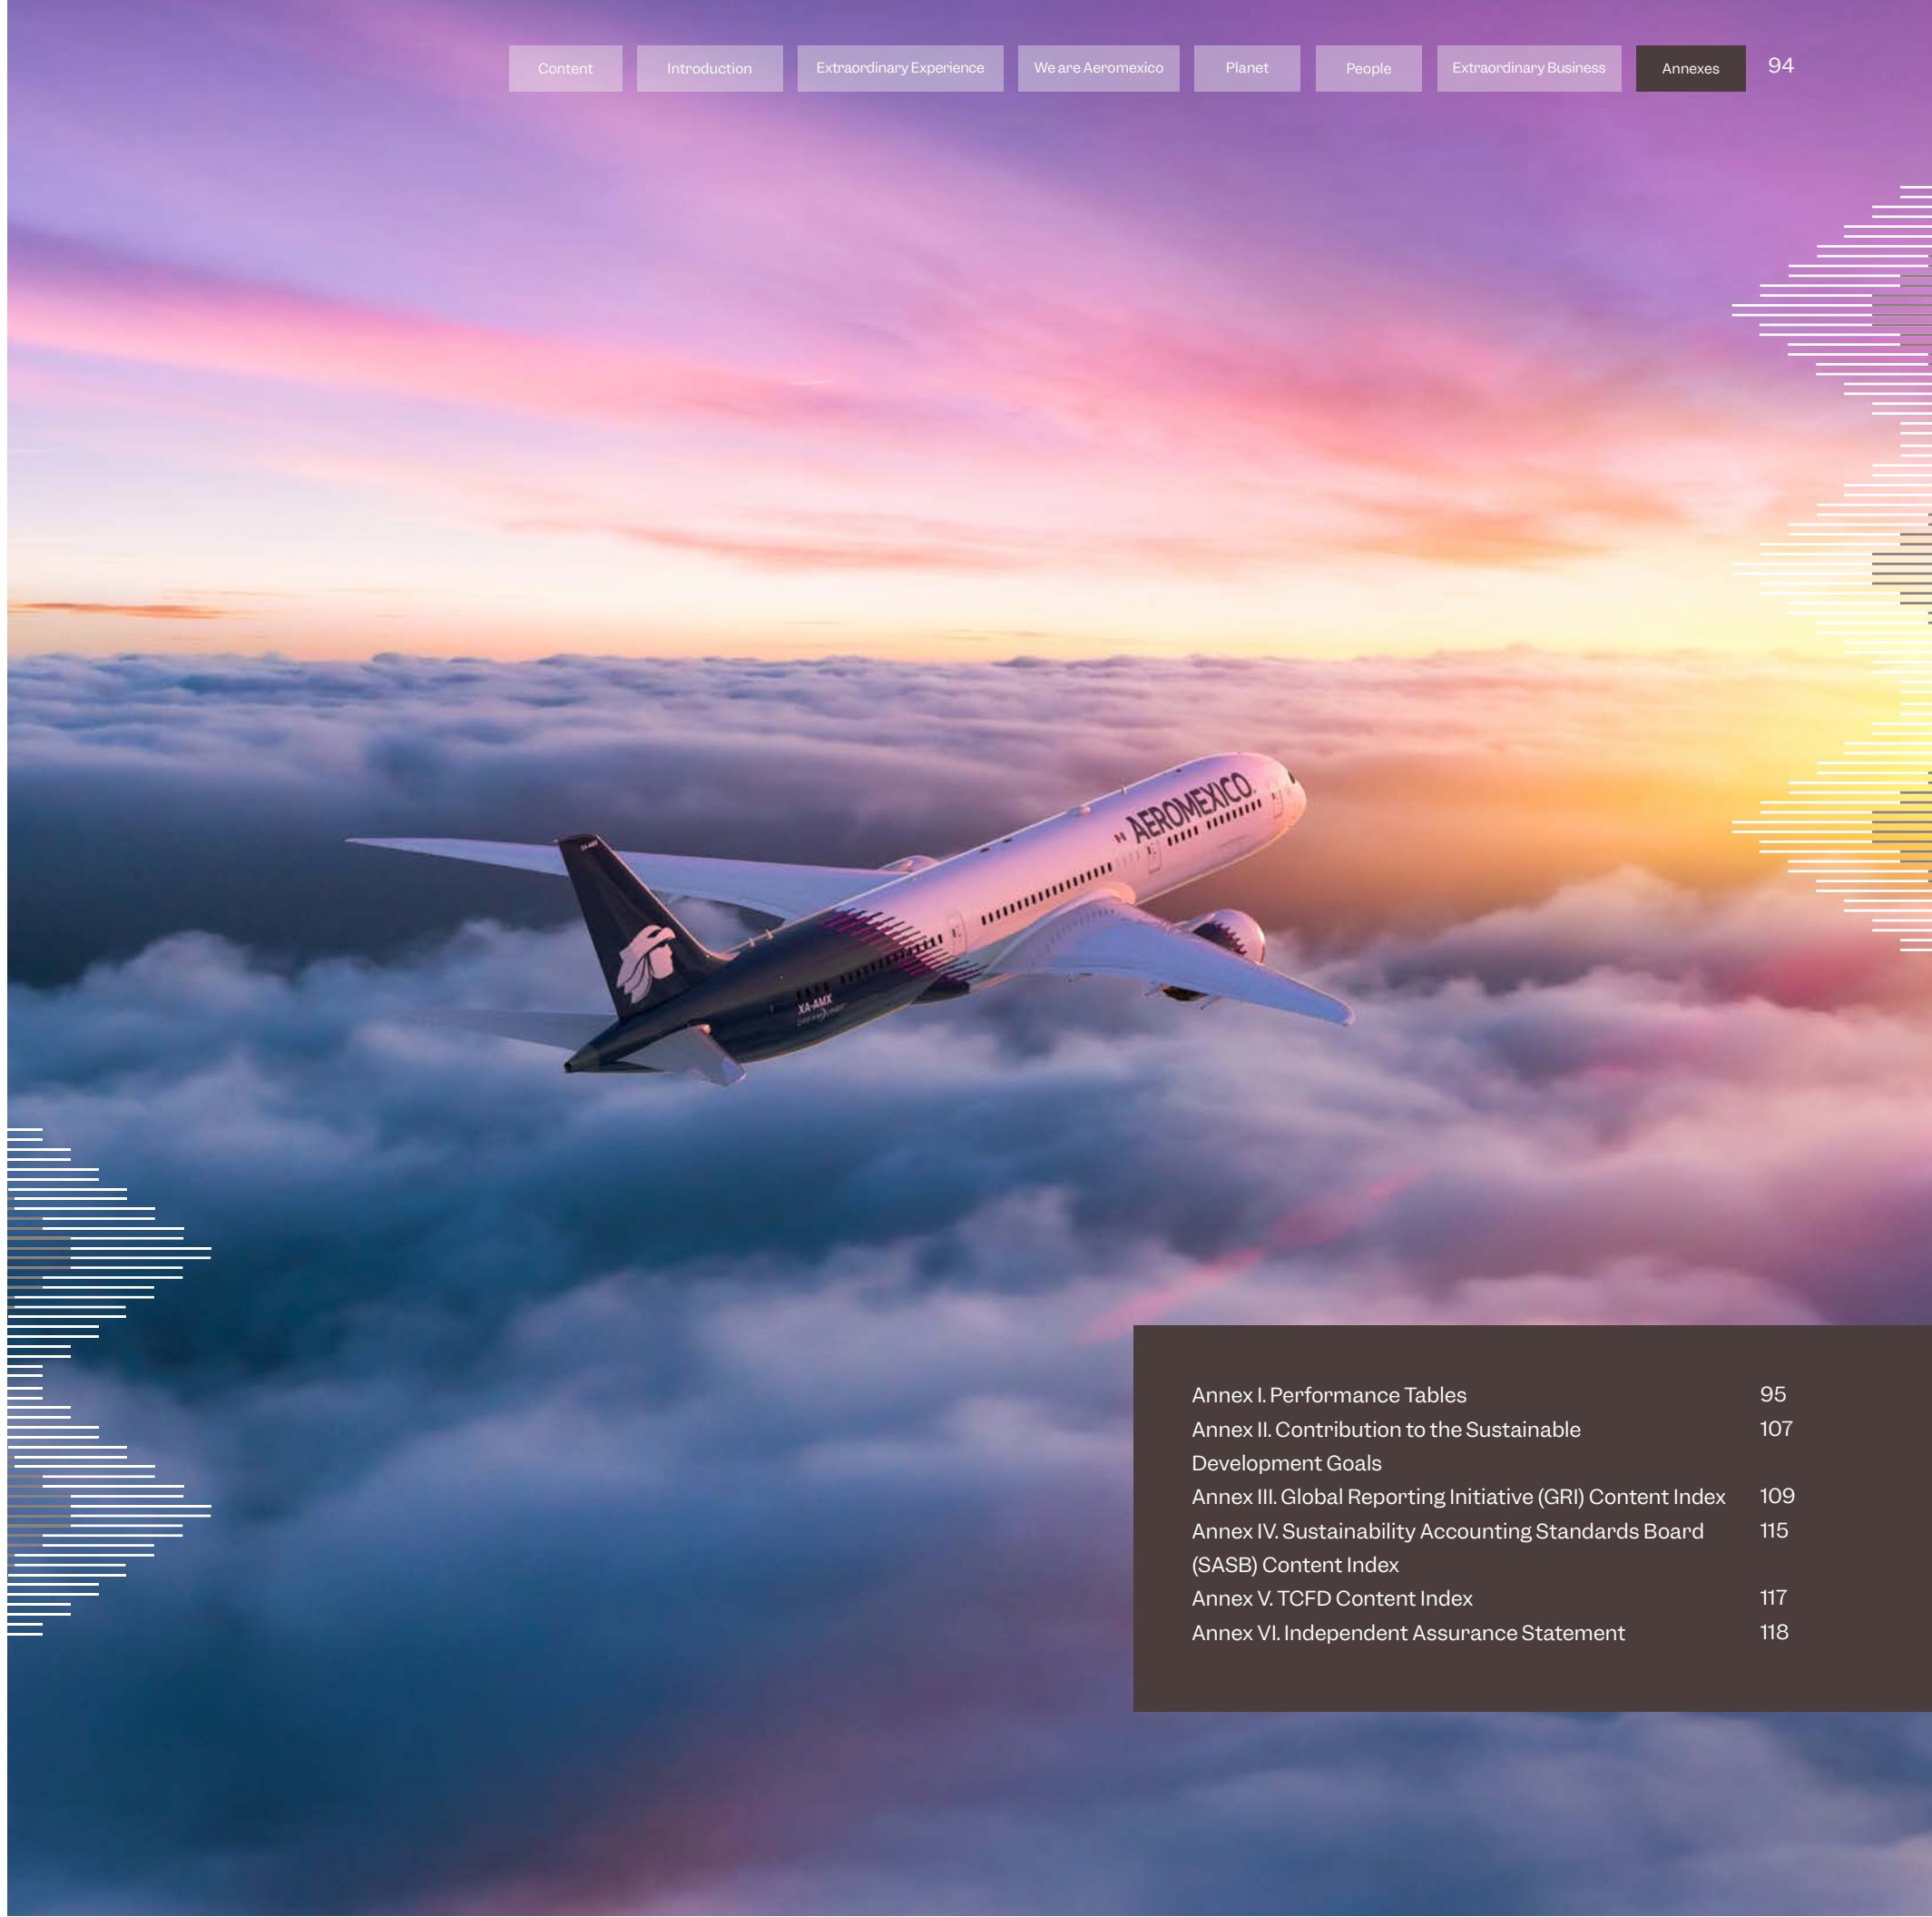 Content
Introduction
Extraordinary Experience
We are Aeromexico
Planet
People
Extraordinary Business
Annexes
94
AEROMEXICO
XA-AMX
Annex I. Performance Tables 95
Annex II. Contribution to the Sustainable 107
Development Goals
Annex III. Global Reporting Initiative (GRI) Content Index 109
Annex IV. Sustainability Accounting Standards Board 115
(SASB) Content Index
Annex V. TCFD Content Index 117
Annex VI. Independent Assurance Statement 118